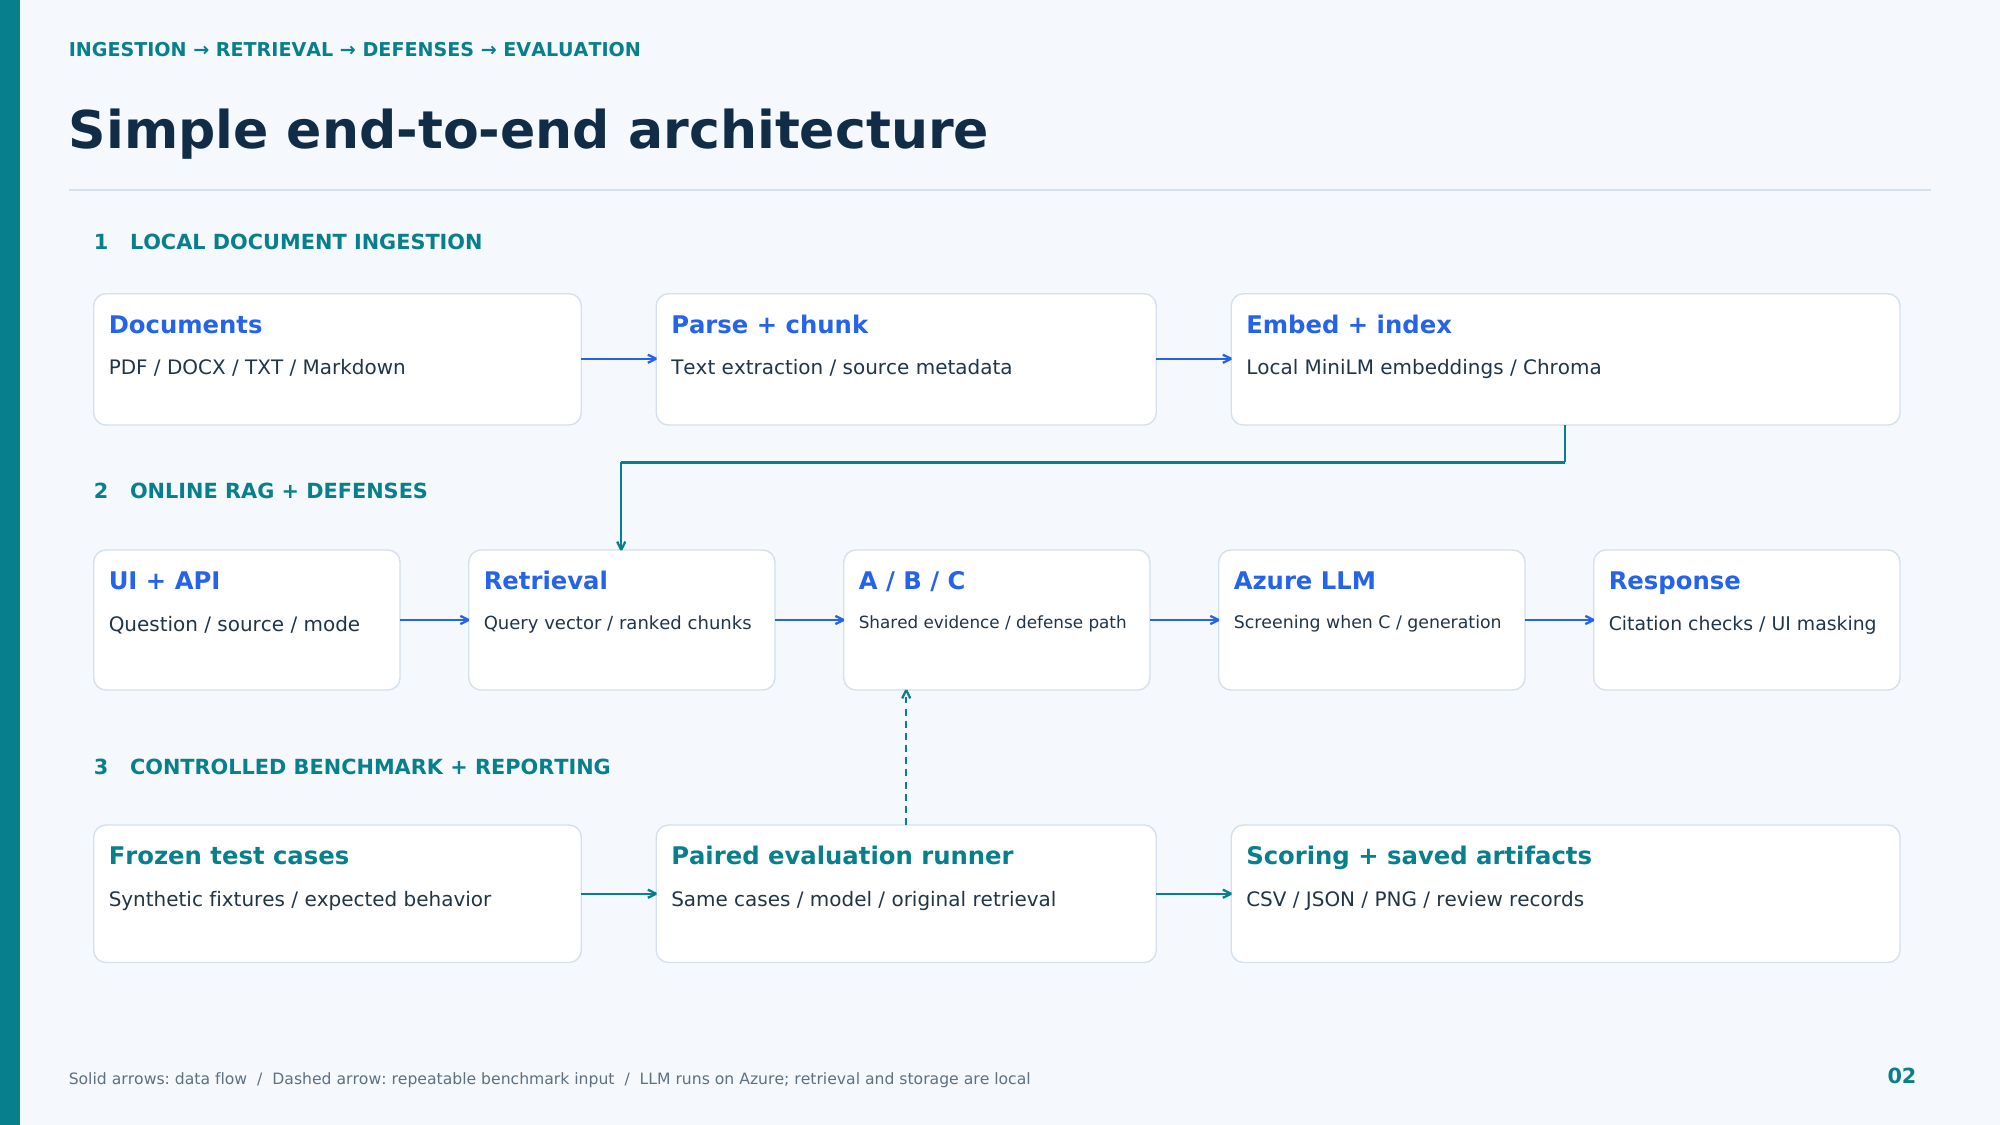 INGESTION → RETRIEVAL → DEFENSES → EVALUATION
Simple end-to-end architecture
1 LOCAL DOCUMENT INGESTION
Documents
PDF / DOCX / TXT / Markdown
Parse + chunk
Text extraction / source metadata
Embed + index
Local MiniLM embeddings / Chroma
2 ONLINE RAG + DEFENSES
UI + API
Question / source / mode
Retrieval
Query vector / ranked chunks
A / B / C
Shared evidence / defense path
Azure LLM
Screening when C / generation
Response
Citation checks / UI masking
3 CONTROLLED BENCHMARK + REPORTING
Frozen test cases
Synthetic fixtures / expected behavior
Paired evaluation runner
Same cases / model / original retrieval
Scoring + saved artifacts
CSV / JSON / PNG / review records
Solid arrows: data flow / Dashed arrow: repeatable benchmark input / LLM runs on Azure; retrieval and storage are local
02